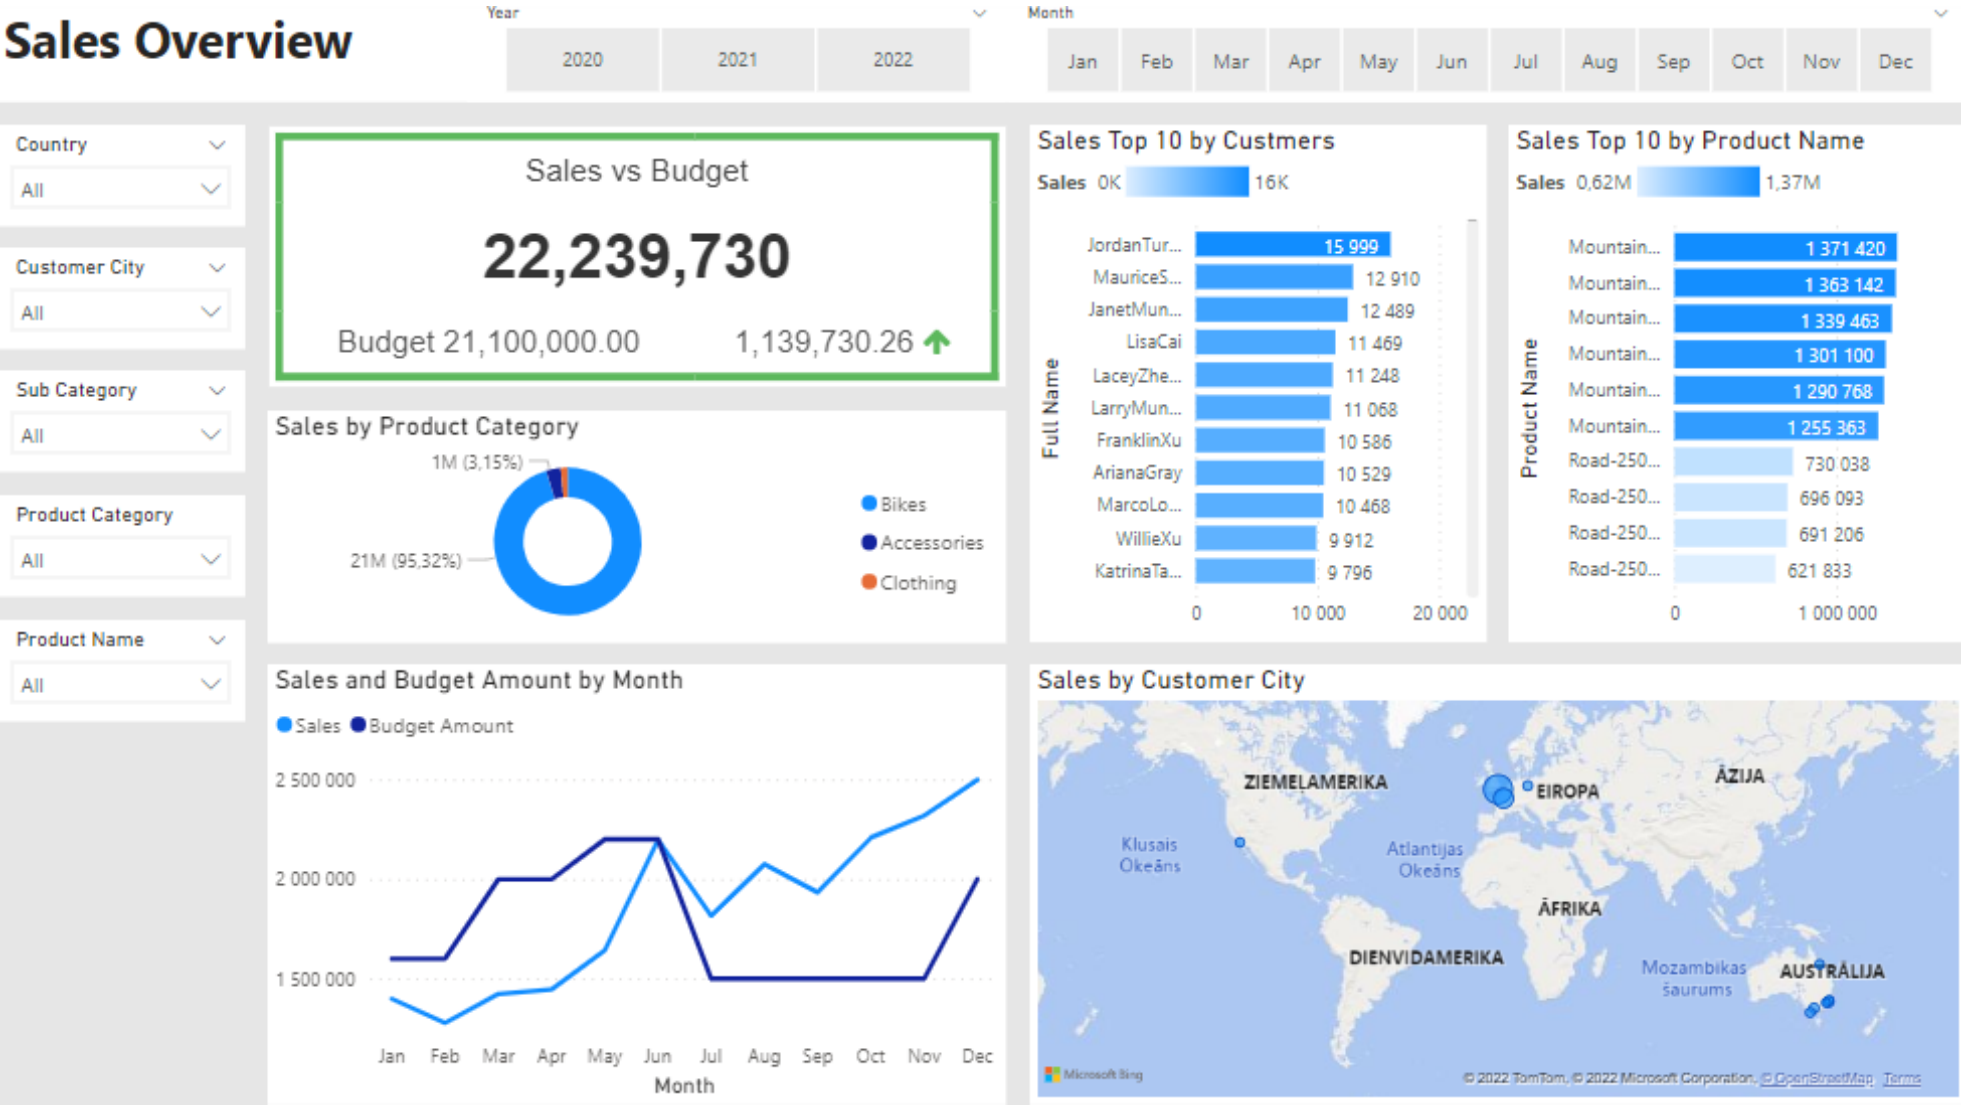 Sales Overview
Year
2020 2021 2022
Month
Jan Feb Mar Apr May Jun Jul Aug Sep Oct Nov Dec
Country
All
Customer City
All
Sub Category
All
Product Category
All
Product Name
All
Sales vs Budget
22,239,730
Budget 21,100,000.00 1,139,730.26
Sales by Product Category
1M (3,15%)
21M (95,32%)
Bikes
Accessories
Clothing
Sales and Budget Amount by Month
Sales Budget Amount
2 500 000
2 000 000
1 500 000
Jan Feb Mar Apr May Jun Jul Aug Sep Oct Nov Dec
Month
Sales Top 10 by Custmers
Sales 0K 16K
Full Name
JordanTur... 15 999
MauriceS... 12 910
JanetMun... 12 489
LisaCai 11 469
LaceyZhe... 11 248
LarryMun... 11 068
FranklinXu 10 586
ArianaGray 10 529
MarcoLo... 10 468
WillieXu 9 912
KatrinaTa... 9 796
0 10 000 20 000
Sales Top 10 by Product Name
Sales 0,62M 1,37M
Product Name
Mountain... 1 371 420
Mountain... 1 363 142
Mountain... 1 339 463
Mountain... 1 301 100
Mountain... 1 290 768
Mountain... 1 255 363
Road-250... 730 038
Road-250... 696 093
Road-250... 691 206
Road-250... 621 833
0 1 000 000
Sales by Customer City
ZIEMEĻAMERIKA
EIROPA
ĀZIJA
Klusais
Okeāns
Atlantijas
Okeāns
ĀFRIKA
DIENVIDAMERIKA
Mozambikas
šaurums
AUSTRĀLIJA
Microsoft Bing
© 2022 TomTom, © 2022 Microsoft Corporation, © OpenStreetMap Terms